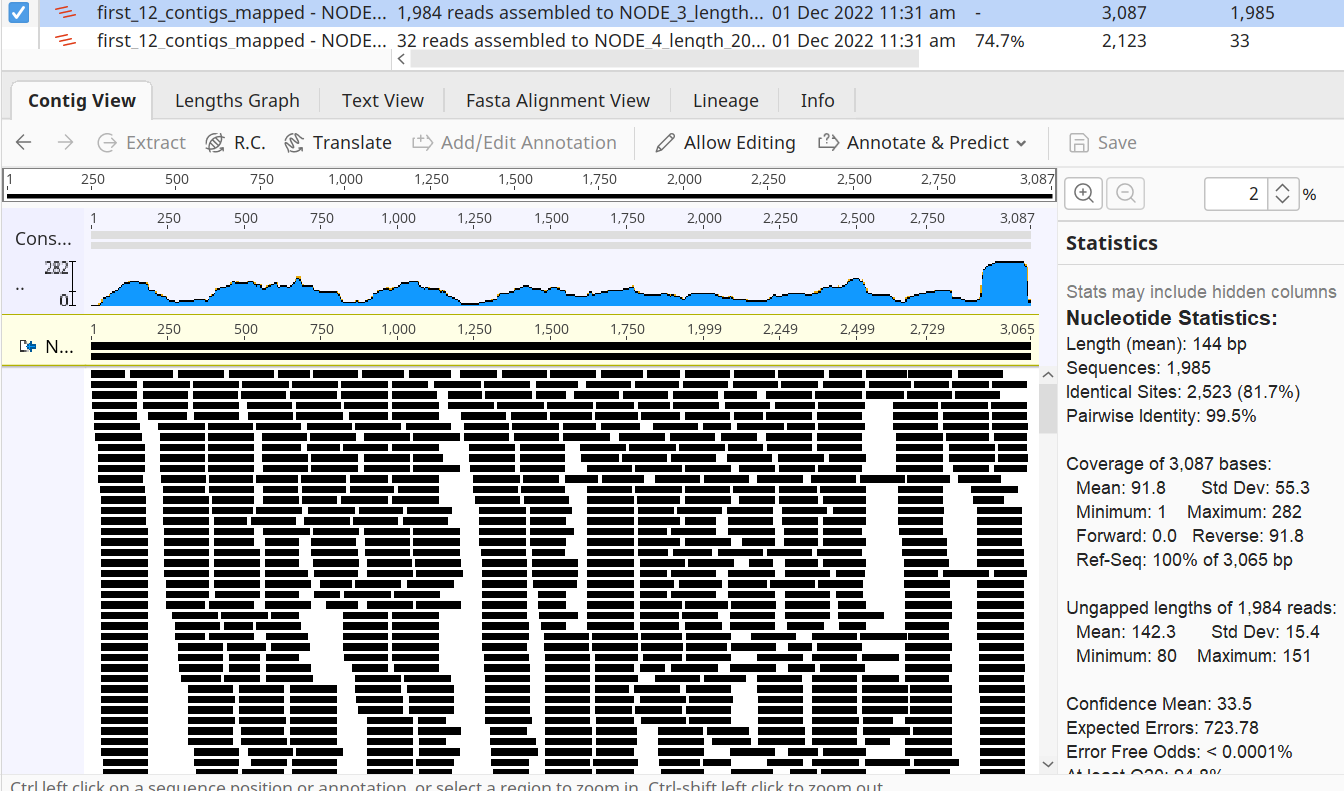 first_12_contigs_mapped - NODE... 1,984 reads assembled to NODE_3_length... 01 Dec 2022 11:31 am - 3,087 1,985
first_12_contigs_mapped - NODE... 32 reads assembled to NODE_4_length_20... 01 Dec 2022 11:31 am 74.7% 2,123 33
Contig View Lengths Graph Text View Fasta Alignment View Lineage Info
Extract R.C. Translate Add/Edit Annotation Allow Editing Annotate & Predict Save
1 250 500 750 1,000 1,250 1,500 1,750 2,000 2,250 2,500 2,750 3,087
2 %
1 250 500 750 1,000 1,250 1,500 1,750 2,000 2,250 2,500 2,750 3,087
Cons...
282
..
0
1 250 500 750 1,000 1,250 1,500 1,750 1,999 2,249 2,499 2,729 3,065
N...
Statistics
Stats may include hidden columns
Nucleotide Statistics:
Length (mean): 144 bp
Sequences: 1,985
Identical Sites: 2,523 (81.7%)
Pairwise Identity: 99.5%
Coverage of 3,087 bases:
Mean: 91.8 Std Dev: 55.3
Minimum: 1 Maximum: 282
Forward: 0.0 Reverse: 91.8
Ref-Seq: 100% of 3,065 bp
Ungapped lengths of 1,984 reads:
Mean: 142.3 Std Dev: 15.4
Minimum: 80 Maximum: 151
Confidence Mean: 33.5
Expected Errors: 723.78
Error Free Odds: < 0.0001%
At least Q20: 94.8%
Ctrl left click on a sequence position or annotation, or select a region to zoom in. Ctrl-shift left click to zoom out.